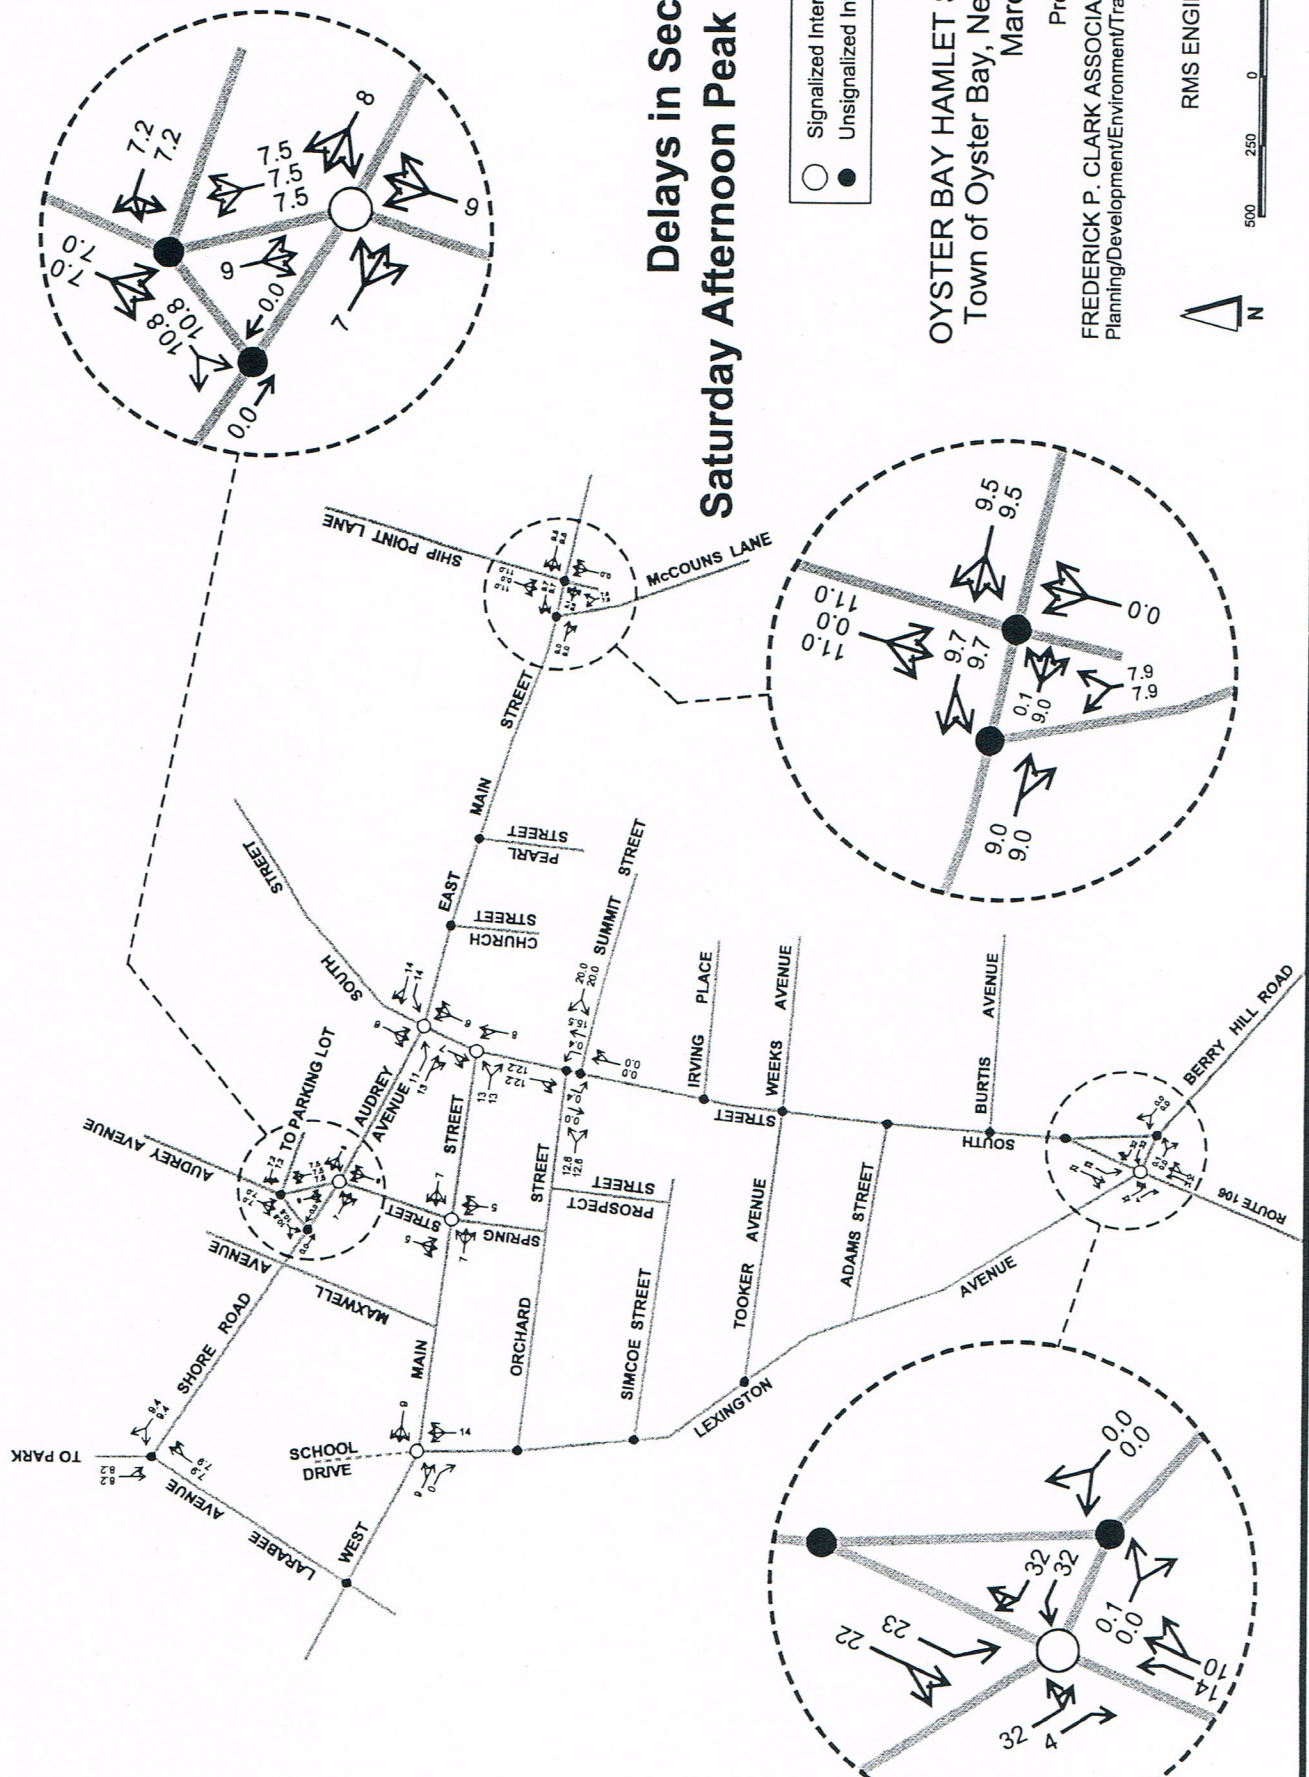 Delays in Sec
Saturday Afternoon Peak
Signalized Inter
Unsignalized In
OYSTER BAY HAMLET S
Town of Oyster Bay, Ne
Marc
Pr
FREDERICK P. CLARK ASSOCIA
Planning/Development/Environment/Tra
RMS ENGI
500 250 0
N
7.0
7.0
7.2
7.2
10.8
10.8
7.5
7.5
7.5
8
9
9
7
0.0
0.0
SHIP POINT LANE
McCOUNS LANE
EAST MAIN STREET
PEARL STREET
CHURCH STREET
SOUTH STREET
SUMMIT STREET
TO PARKING LOT
AUDREY AVENUE
AUDREY AVENUE
MAXWELL AVENUE
SHORE ROAD
TO PARK
LARABEE AVENUE
WEST MAIN STREET
SCHOOL DRIVE
SPRING STREET
ORCHARD STREET
PROSPECT STREET
SIMCOE STREET
IRVING PLACE
WEEKS AVENUE
TOOKER AVENUE
ADAMS STREET
BURTIS AVENUE
SOUTH STREET
LEXINGTON AVENUE
BERRY HILL ROAD
ROUTE 106
8.2
8.2
9.4
9.4
7.9
7.9
9
0
9
14
5
7
7
5
14
14
11
13
13
13
12.2
12.2
8
15.5
20.0
20.0
12.6
12.6
0.0
0.0
11.0
0.0
11.0
9.7
9.7
9.5
9.5
0.0
0.1
9.0
7.9
7.9
9.0
9.0
22
23
32
32
0.0
0.0
0.1
0.0
10
14
32
4